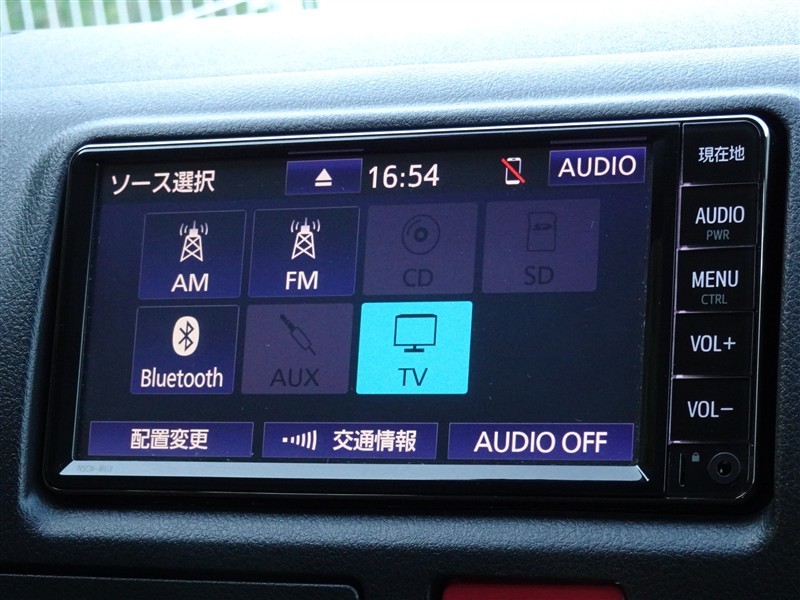 ソース選択
16:54
AUDIO
AM
FM
CD
SD
Bluetooth
AUX
TV
配置変更
交通情報
AUDIO OFF
現在地
AUDIO
PWR
MENU
CTRL
VOL+
VOL-